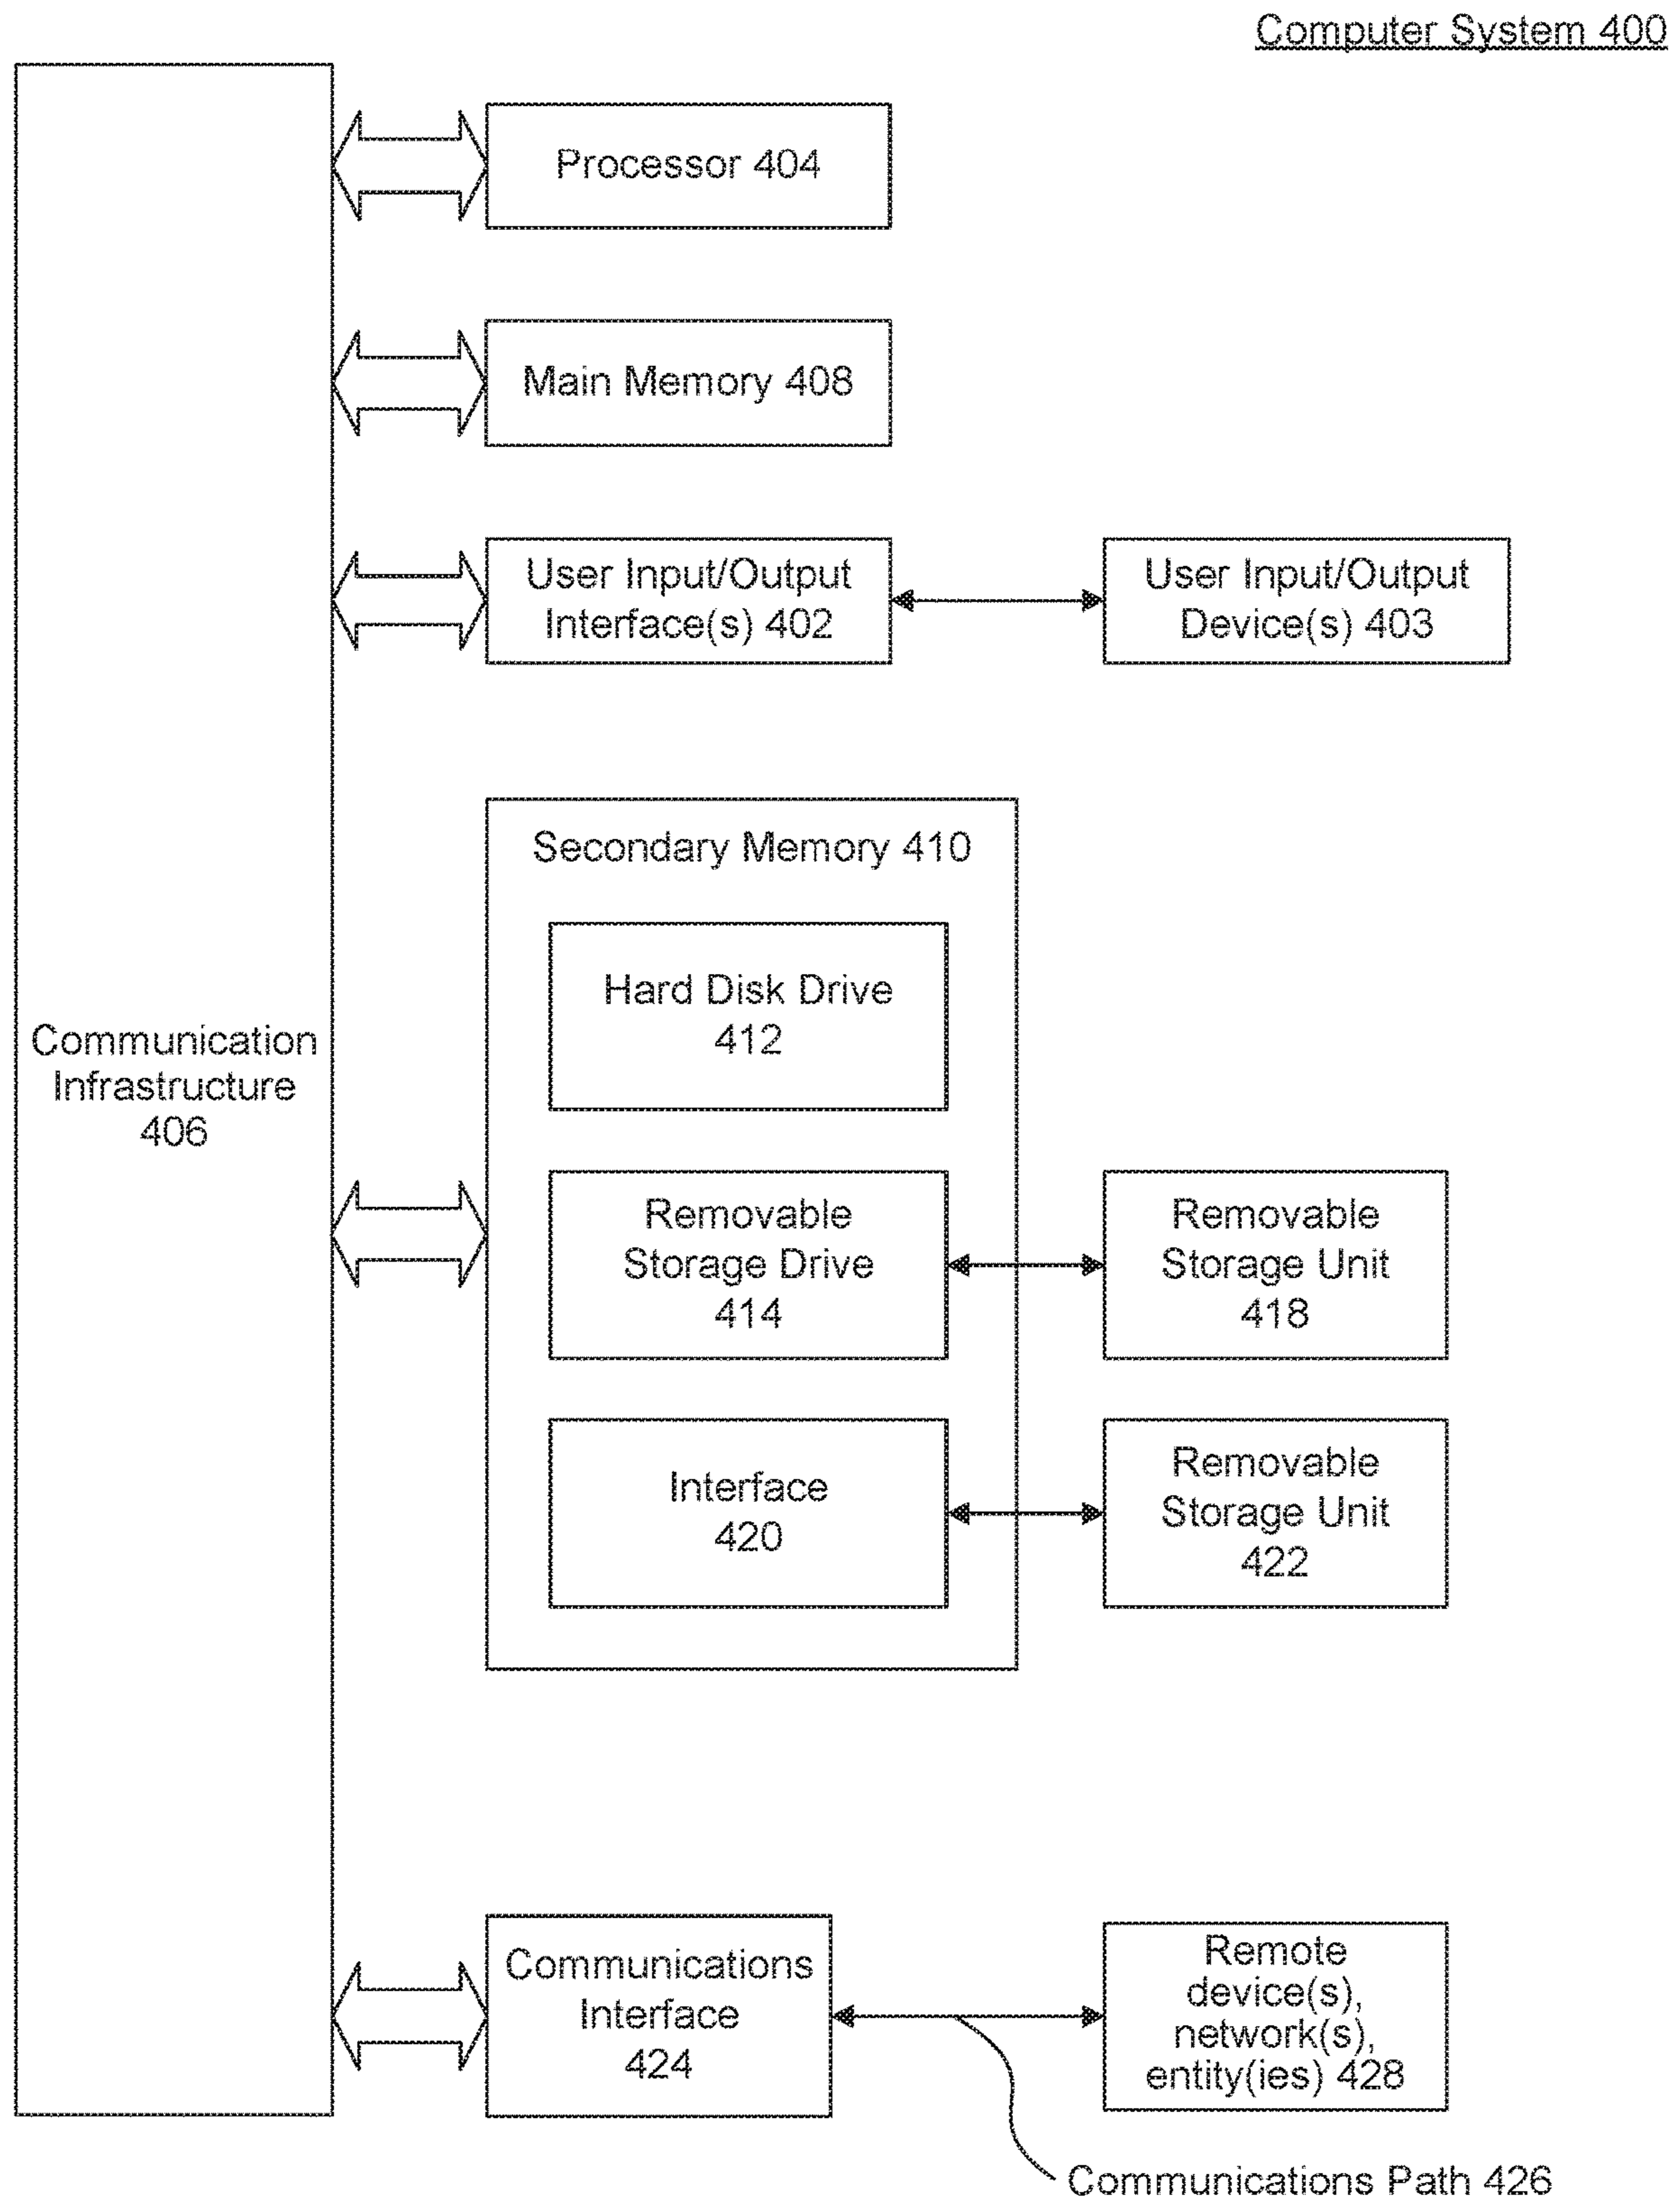 Computer System 400
Processor 404
Main Memory 408
User Input/Output
Interface(s) 402
User Input/Output
Device(s) 403
Secondary Memory 410
Hard Disk Drive
412
Communication
Infrastructure
406
Removable
Storage Drive
414
Removable
Storage Unit
418
Interface
420
Removable
Storage Unit
422
Communications
Interface
424
Remote
device(s),
network(s),
entity(ies) 428
Communications Path 426